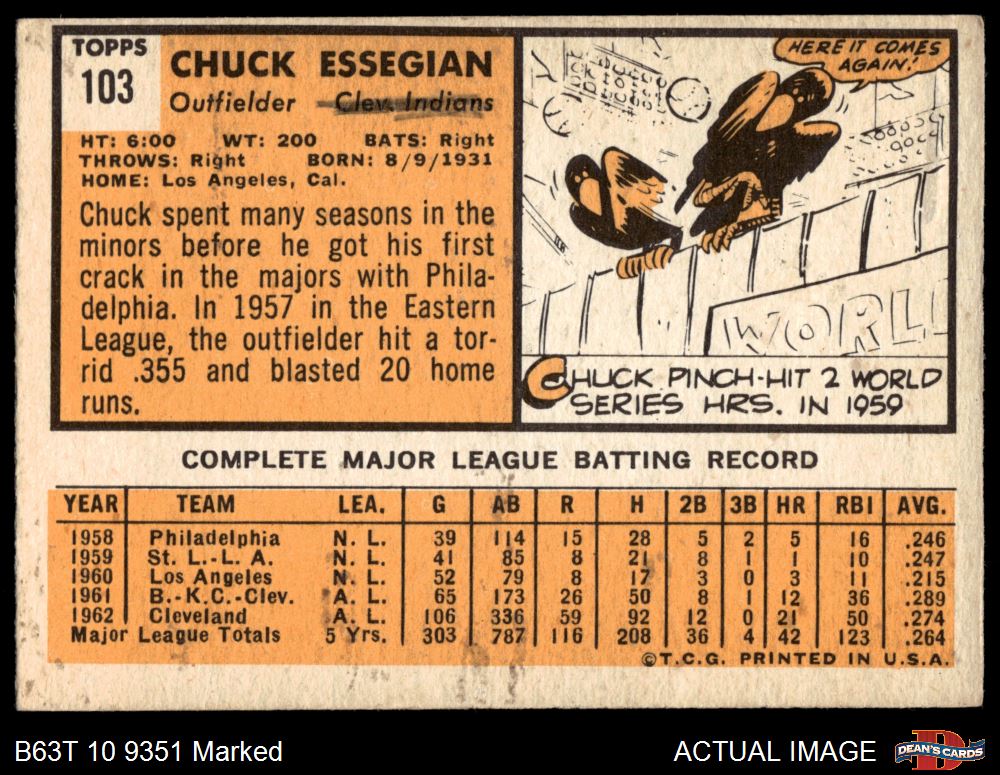 TOPPS
103
CHUCK ESSEGIAN
Outfielder Clev. Indians
HT: 6:00 WT: 200 BATS: Right
THROWS: Right BORN: 8/9/1931
HOME: Los Angeles, Cal.
Chuck spent many seasons in the
minors before he got his first
crack in the majors with Phila-
delphia. In 1957 in the Eastern
League, the outfielder hit a tor-
rid .355 and blasted 20 home
runs.
HERE IT COMES
AGAIN!
WORL
CHUCK PINCH-HIT 2 WORLD
SERIES HRS. IN 1959
COMPLETE MAJOR LEAGUE BATTING RECORD
YEAR TEAM LEA. G AB R H 2B 3B HR RBI AVG.
1958 Philadelphia N. L. 39 114 15 28 5 2 5 16 .246
1959 St. L.-L. A. N. L. 41 85 8 21 8 1 1 10 .247
1960 Los Angeles N. L. 52 79 8 17 3 0 3 11 .215
1961 B.-K.C.-Clev. A. L. 65 173 26 50 8 1 12 36 .289
1962 Cleveland A. L. 106 336 59 92 12 0 21 50 .274
Major League Totals 5 Yrs. 303 787 116 208 36 4 42 123 .264
©T.C.G. PRINTED IN U.S.A.
B63T 10 9351 Marked
ACTUAL IMAGE
DEAN'S CARDS